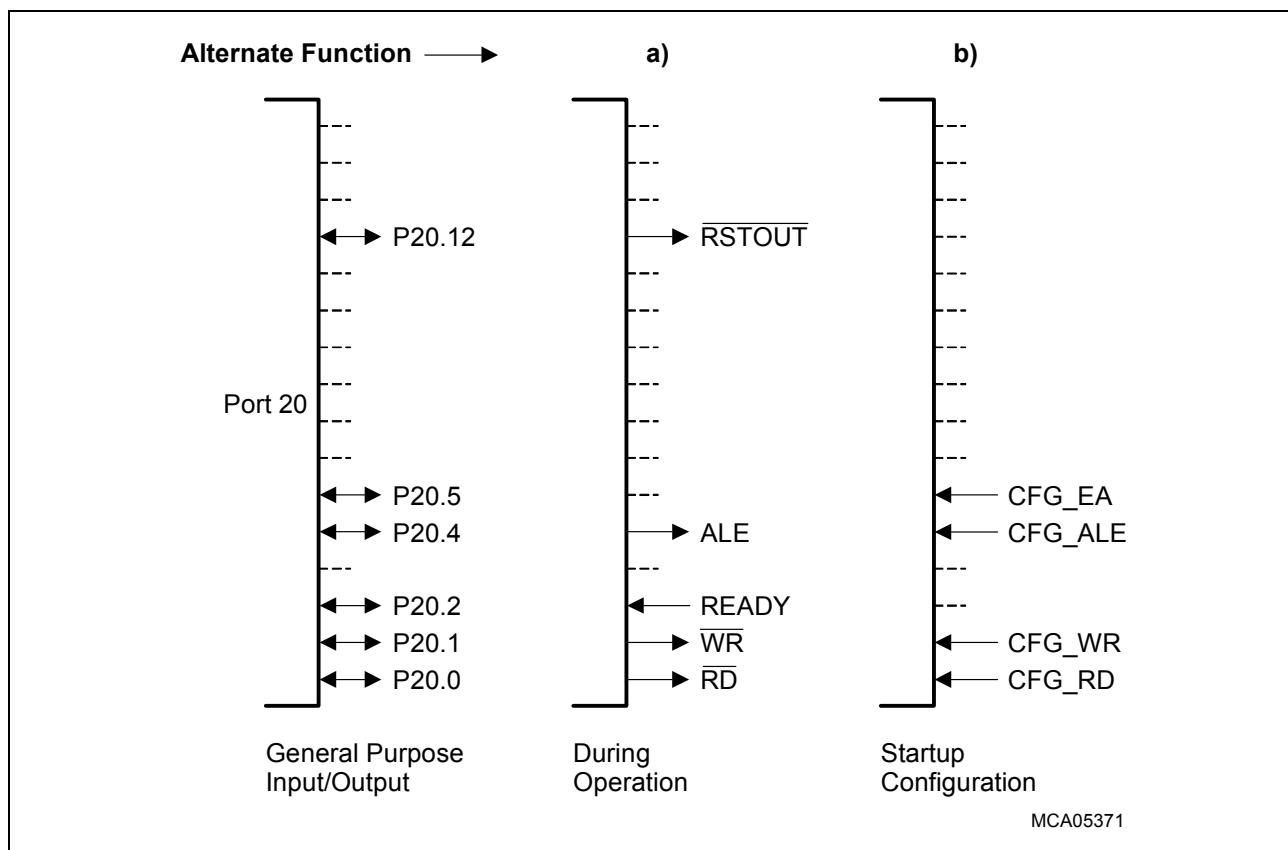 Alternate Function a) b)
P20.12 RSTOUT
Port 20
P20.5 CFG_EA
P20.4 ALE CFG_ALE
P20.2 READY
P20.1 WR CFG_WR
P20.0 RD CFG_RD
General Purpose During Startup
Input/Output Operation Configuration
MCA05371